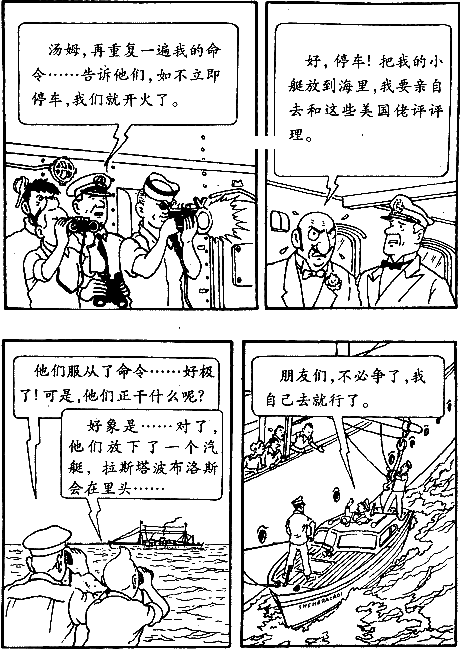 汤姆，再重复一遍我的命
令……告诉他们，如不立即
停车，我们就开火了。
好，停车！把我的小
艇放到海里，我要亲自
去和这些美国佬评评
理。
他们服从了命令……好极
了！可是，他们正干什么呢？
好象是……对了，
他们放下了一个汽
艇，拉斯塔波布洛斯
会在里头……
朋友们，不必争了，我
自己去就行了。